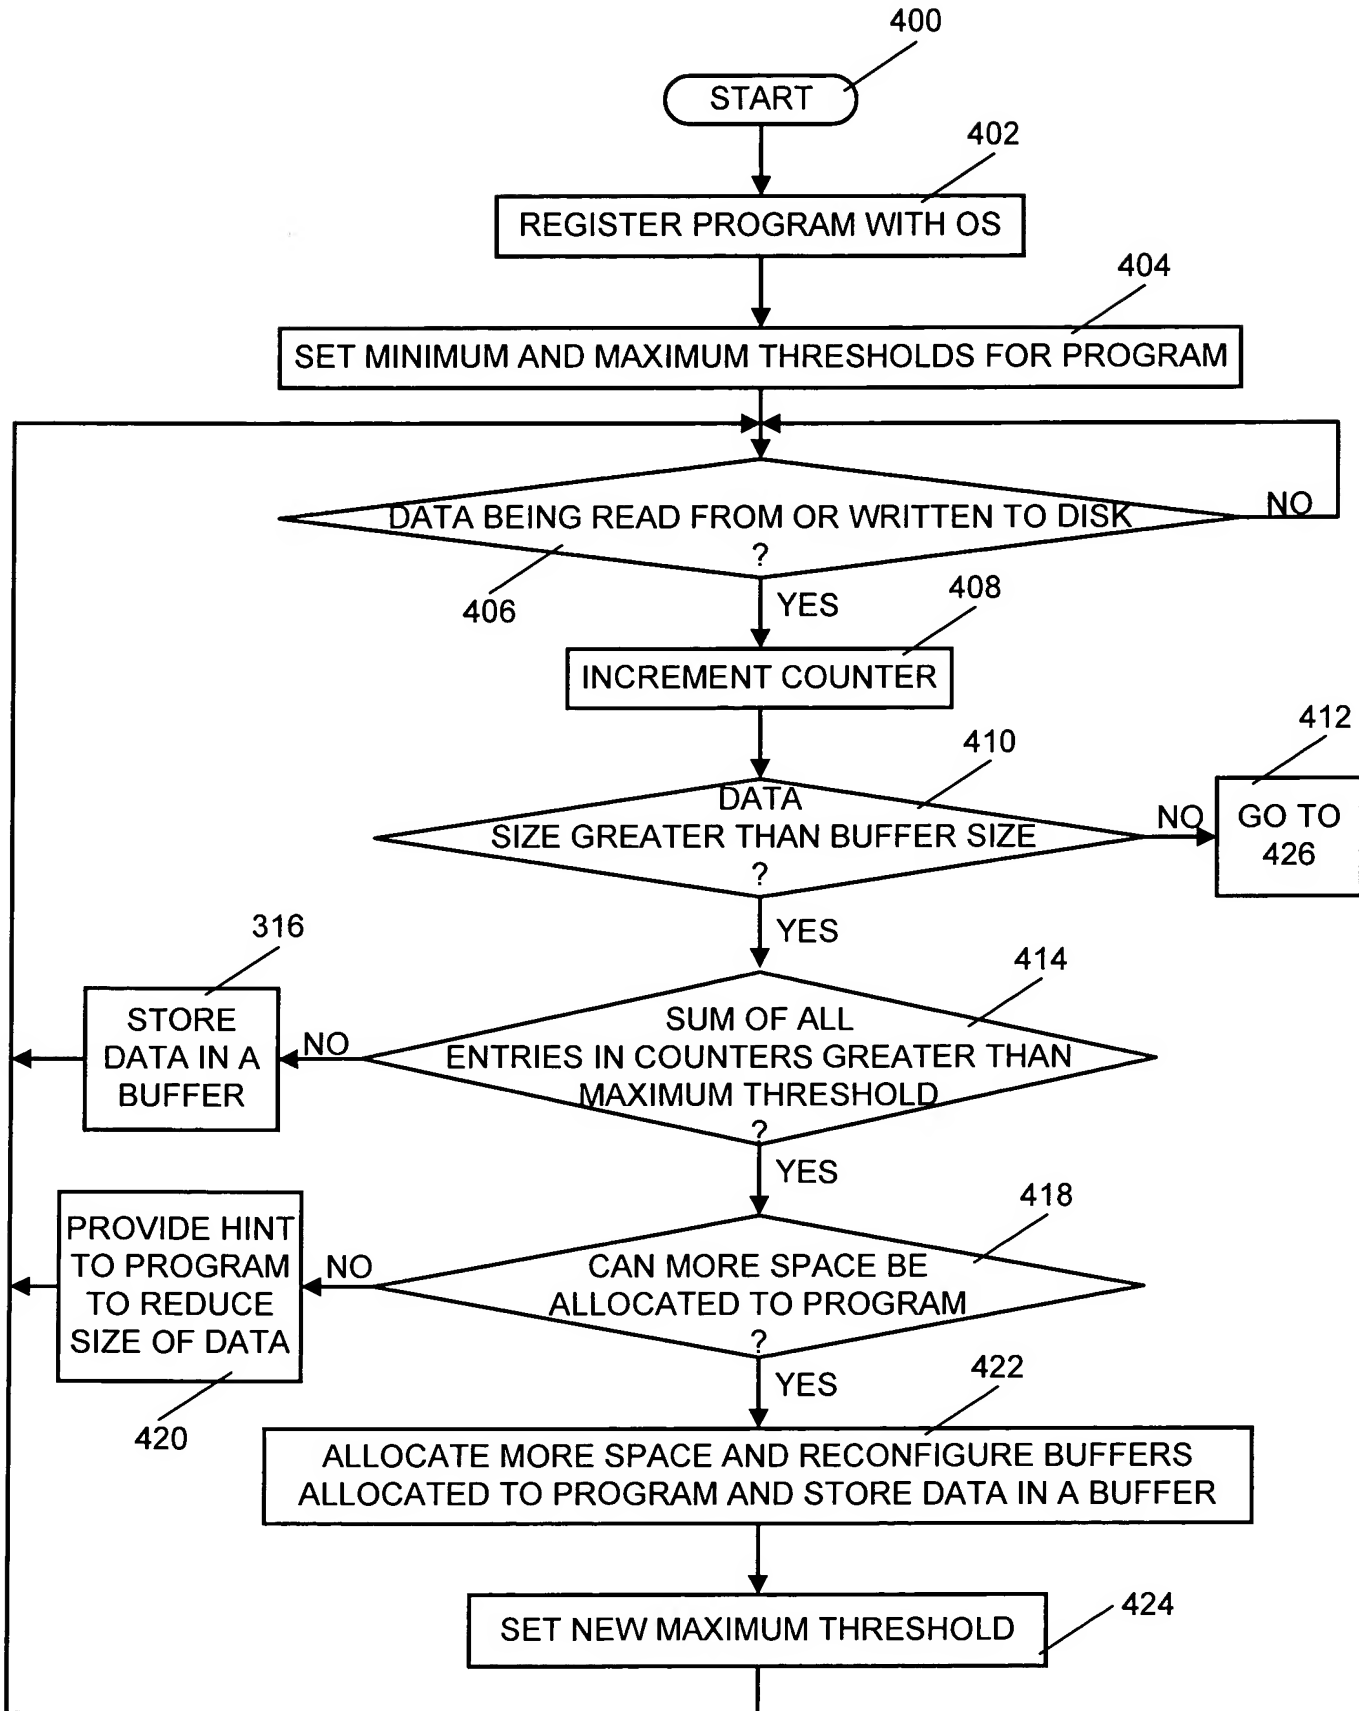 400
START
402
REGISTER PROGRAM WITH OS
404
SET MINIMUM AND MAXIMUM THRESHOLDS FOR PROGRAM
DATA BEING READ FROM OR WRITTEN TO DISK
?
NO
406
YES
408
INCREMENT COUNTER
410
412
DATA
SIZE GREATER THAN BUFFER SIZE
?
NO
GO TO
426
YES
316
414
STORE
DATA IN A
BUFFER
NO
SUM OF ALL
ENTRIES IN COUNTERS GREATER THAN
MAXIMUM THRESHOLD
?
YES
418
PROVIDE HINT
TO PROGRAM
TO REDUCE
SIZE OF DATA
NO
CAN MORE SPACE BE
ALLOCATED TO PROGRAM
?
420
YES
422
ALLOCATE MORE SPACE AND RECONFIGURE BUFFERS
ALLOCATED TO PROGRAM AND STORE DATA IN A BUFFER
424
SET NEW MAXIMUM THRESHOLD